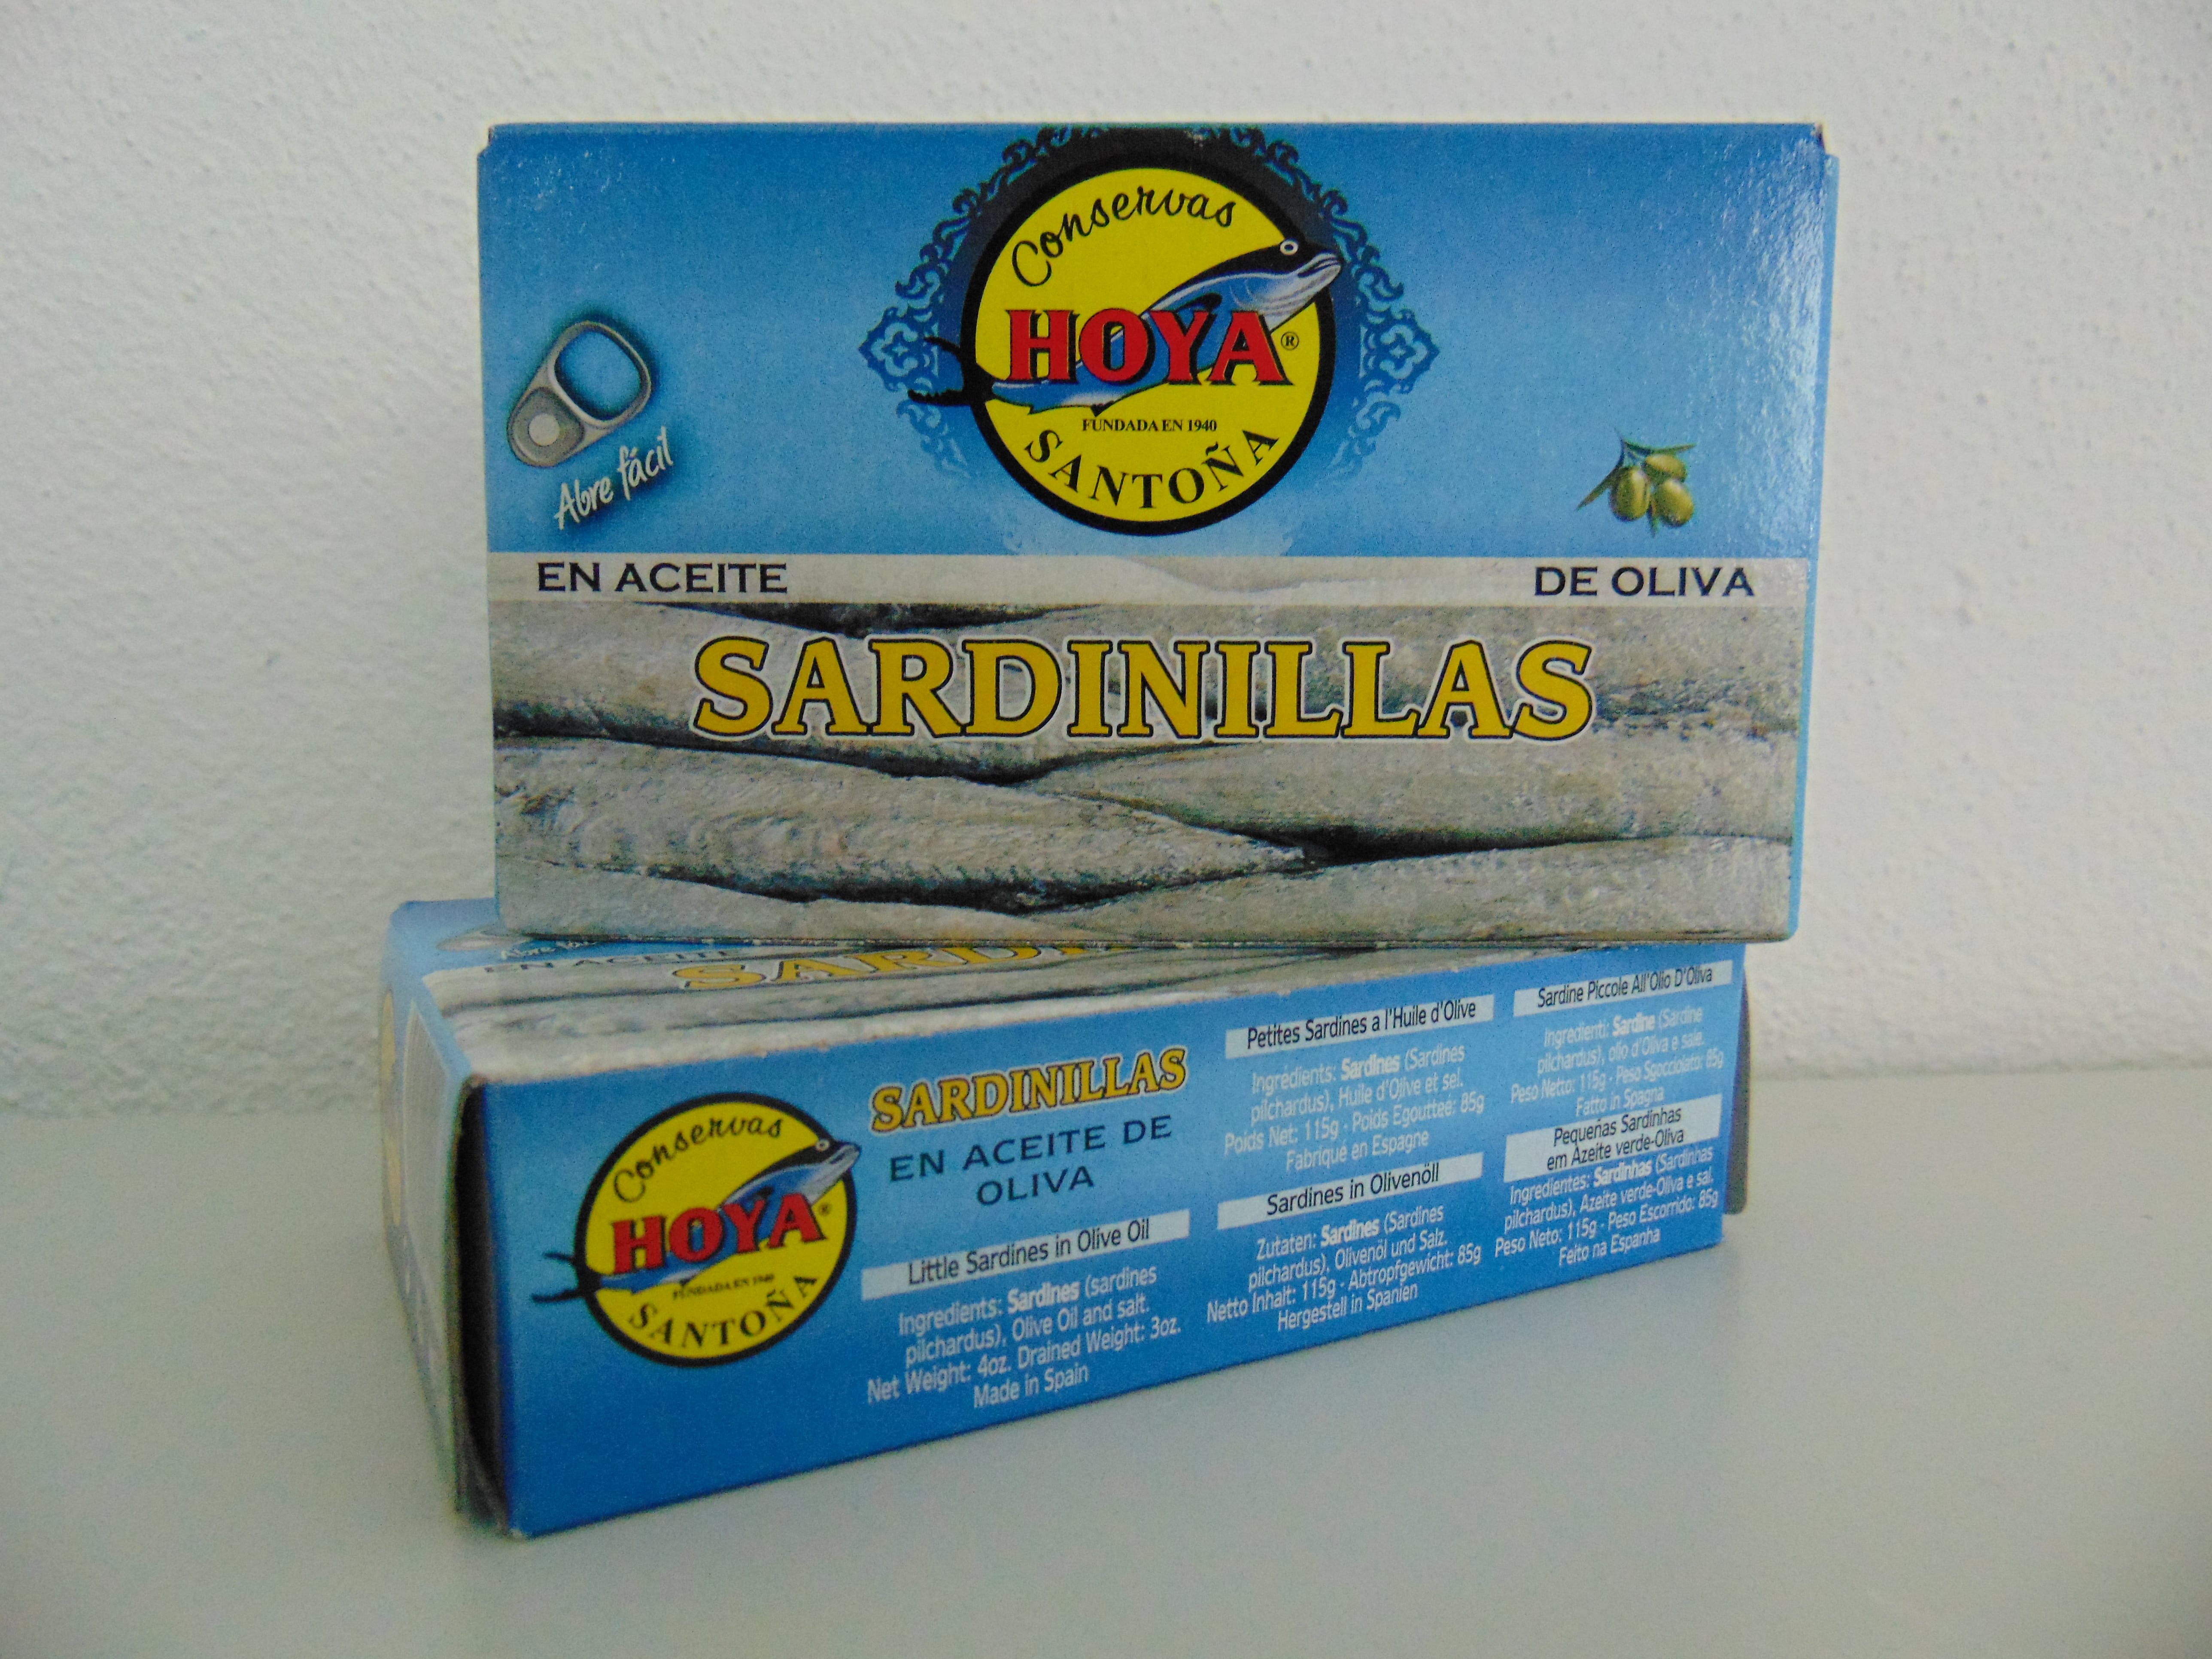 Conservas
HOYA®
FUNDADA EN 1940
SANTOÑA
Abre fácil
EN ACEITE DE OLIVA
SARDINILLAS
Abre
EN ACEITE
SARDI
Conservas
HOYA®
FUNDADA EN 1940
SANTOÑA
SARDINILLAS
EN ACEITE DE
OLIVA
Little Sardines in Olive Oil
Ingredients: Sardines (sardines
pilchardus), Olive Oil and salt.
Net Weight: 4oz. Drained Weight: 3oz.
Made in Spain
Petites Sardines a l'Huile d'Olive
Ingrédients: Sardines (Sardines
pilchardus), Huile d'Olive et sel.
Poids Net: 115g - Poids Egoutteé: 85g
Fabriqué en Espagne
Sardines in Olivenöll
Zutaten: Sardines (Sardines
pilchardus), Olivenöl und Salz.
Netto Inhalt: 115g - Abtropfgewicht: 85g
Hergestell in Spanien
Sardine Piccole All'Olio D'Oliva
Ingredienti: Sardine (Sardine
pilchardus), olio d'Oliva e sale.
Peso Netto: 115g - Peso Sgocciolato: 85g
Fatto in Spagna
Pequenas Sardinhas
em Azeite verde-Oliva
Ingredientes: Sardinhas (Sardinhas
pilchardus), Azeite verde-Oliva e sal.
Peso Neto: 115g - Peso Escorrido: 85g
Feito na Espanha